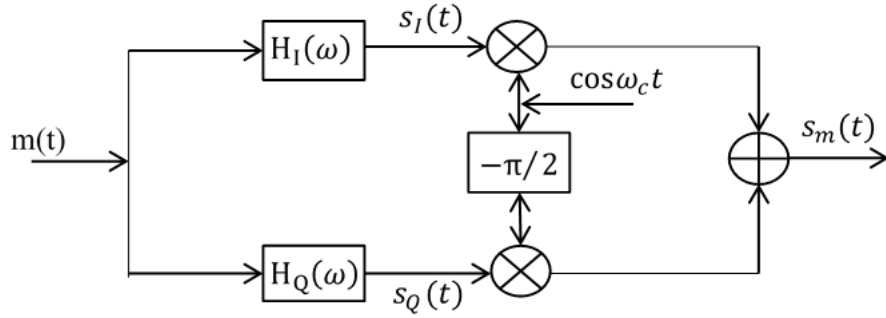 H_I(ω)
s_I(t)
cosω_c t
m(t)
−π/2
s_m(t)
H_Q(ω)
s_Q(t)